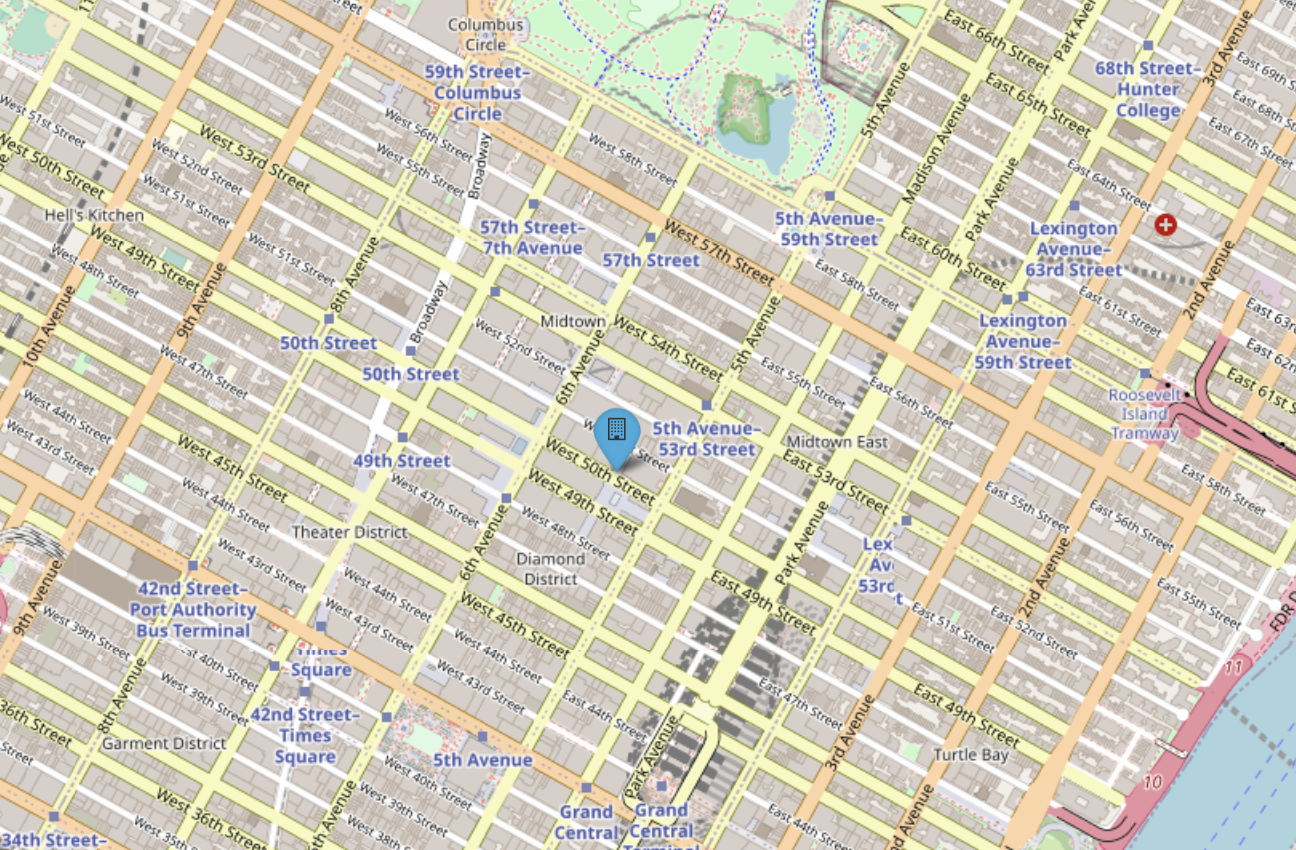 Columbus
Circle
59th Street–
Columbus
Circle
East 66th Street
Park Avenue
5th Avenue
East 65th Street
68th Street–
Hunter
College
3rd Avenue
East 69th
East 68th
East 67th Street
West 51st Street
West 50th Street
West 53rd Street
West 52nd Street
West 51st Street
West 56th Street
West 55th Street
Broadway
West 58th Street
Madison Avenue
Park Avenue
East 64th Street
Hell's Kitchen
West 49th Street
West 48th Street
West 51st Street
8th Avenue
57th Street–
7th Avenue
57th Street
West 57th Street
5th Avenue–
59th Street
East 60th Street
East 58th Street
Lexington
Avenue–
63rd Street
2nd Avenue
East 61st Street
East 63rd
East 62nd
East 61st
10th Avenue
9th Avenue
50th Street
Broadway
50th Street
Midtown
West 52nd Street
West 54th Street
6th Avenue
5th Avenue
East 55th Street
East 56th Street
Lexington
Avenue–
59th Street
Roosevelt
Island
Tramway
West 47th Street
West 44th Street
West 43rd Street
West 45th Street
West 44th Street
West 43rd Street
49th Street
West 47th Street
West 50th Street
West 49th Street
West 48th Street
5th Avenue–
53rd Street
Midtown East
East 53rd Street
East 55th Street
East 56th Street
East 58th Street
Theater District
Diamond
District
6th Avenue
Park Avenue
Lex
Av
53rd
t
East 49th Street
East 51st Street
East 52nd Street
2nd Avenue
East 55th Street
FDR D
9th Avenue
42nd Street–
Port Authority
Bus Terminal
West 39th Street
West 40th Street
West 39th Street
West 44th Street
West 43rd Street
Times
Square
West 45th Street
West 44th Street
West 43rd Street
East 44th Street
East 47th Street
East 49th Street
11
36th Street
8th Avenue
Garment District
42nd Street–
Times
Square
5th Avenue
West 40th Street
West 39th Street
West 38th
Park Avenue
3rd Avenue
Turtle Bay
10
34th Street–
West 36th Street
West 35th Street
Grand
Central
Grand
Central
Terminal
East 44th Street